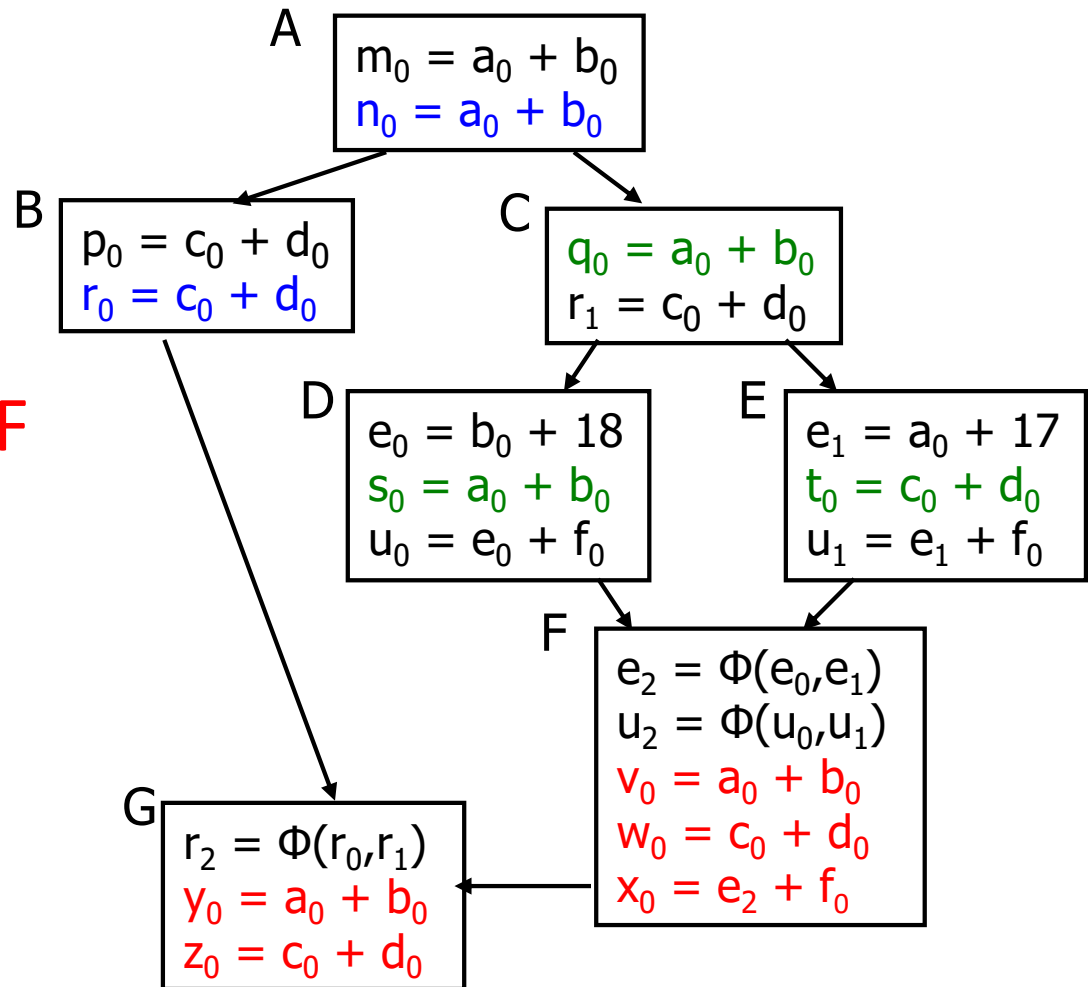 A
m₀ = a₀ + b₀
n₀ = a₀ + b₀
B
p₀ = c₀ + d₀
r₀ = c₀ + d₀
C
q₀ = a₀ + b₀
r₁ = c₀ + d₀
F
D
e₀ = b₀ + 18
s₀ = a₀ + b₀
u₀ = e₀ + f₀
E
e₁ = a₀ + 17
t₀ = c₀ + d₀
u₁ = e₁ + f₀
F
e₂ = Φ(e₀,e₁)
u₂ = Φ(u₀,u₁)
v₀ = a₀ + b₀
w₀ = c₀ + d₀
x₀ = e₂ + f₀
G
r₂ = Φ(r₀,r₁)
y₀ = a₀ + b₀
z₀ = c₀ + d₀